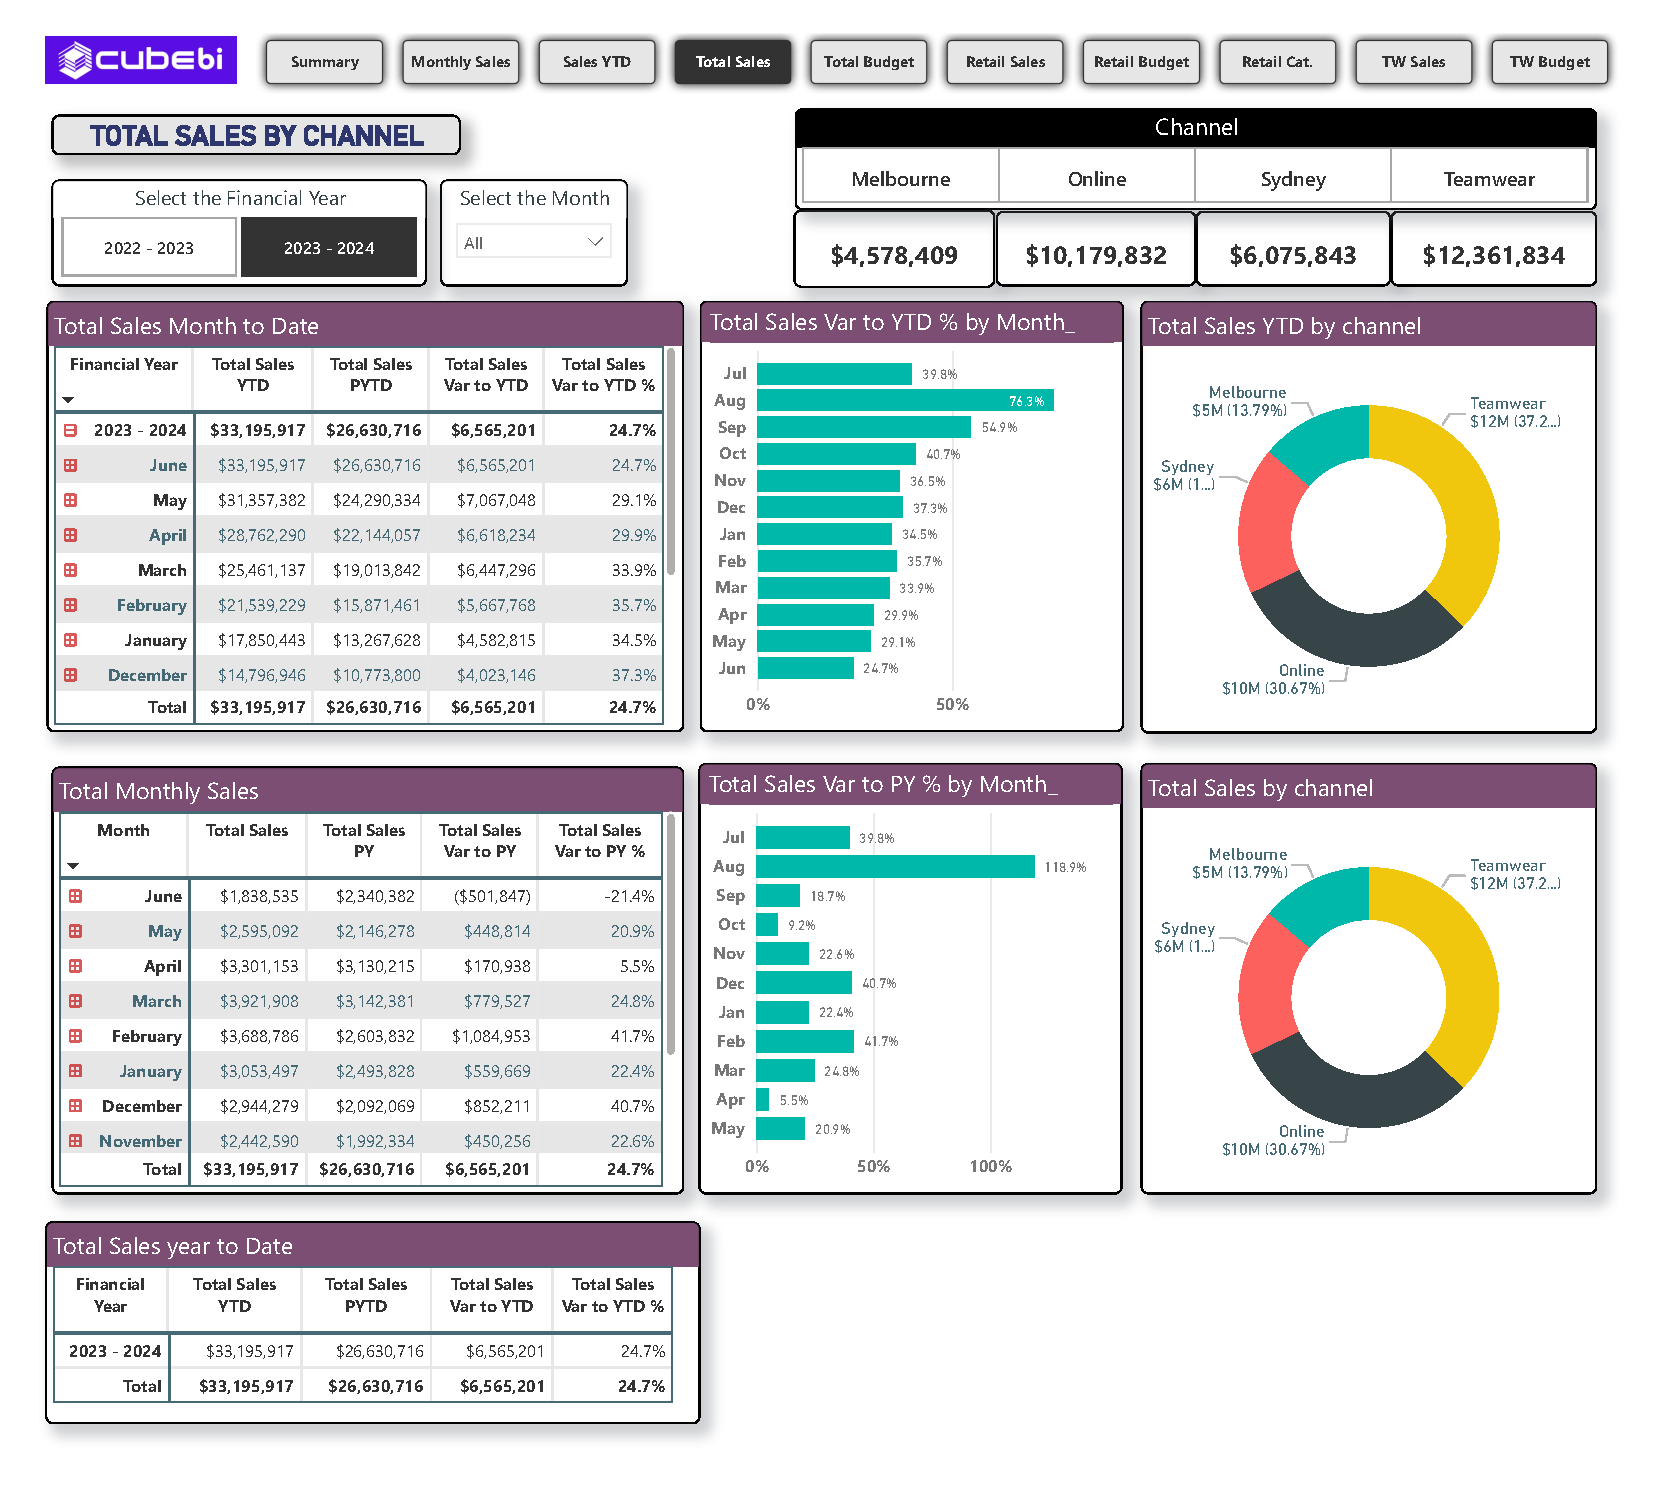 cubebi
Summary
Monthly Sales
Sales YTD
Total Sales
Total Budget
Retail Sales
Retail Budget
Retail Cat.
TW Sales
TW Budget
TOTAL SALES BY CHANNEL
Select the Financial Year
2022 - 2023
2023 - 2024
Select the Month
All
Channel
Melbourne Online Sydney Teamwear
$4,578,409 $10,179,832 $6,075,843 $12,361,834
Total Sales Month to Date
Financial Year Total Sales YTD Total Sales PYTD Total Sales Var to YTD Total Sales Var to YTD %
2023 - 2024 $33,195,917 $26,630,716 $6,565,201 24.7%
June $33,195,917 $26,630,716 $6,565,201 24.7%
May $31,357,382 $24,290,334 $7,067,048 29.1%
April $28,762,290 $22,144,057 $6,618,234 29.9%
March $25,461,137 $19,013,842 $6,447,296 33.9%
February $21,539,229 $15,871,461 $5,667,768 35.7%
January $17,850,443 $13,267,628 $4,582,815 34.5%
December $14,796,946 $10,773,800 $4,023,146 37.3%
Total $33,195,917 $26,630,716 $6,565,201 24.7%
Total Sales Var to YTD % by Month_
Jul 39.8%
Aug 76.3%
Sep 54.9%
Oct 40.7%
Nov 36.5%
Dec 37.3%
Jan 34.5%
Feb 35.7%
Mar 33.9%
Apr 29.9%
May 29.1%
Jun 24.7%
0% 50%
Total Sales YTD by channel
Melbourne
$5M (13.79%)
Teamwear
$12M (37.2...)
Sydney
$6M (1...)
Online
$10M (30.67%)
Total Monthly Sales
Month Total Sales Total Sales PY Total Sales Var to PY Total Sales Var to PY %
June $1,838,535 $2,340,382 ($501,847) -21.4%
May $2,595,092 $2,146,278 $448,814 20.9%
April $3,301,153 $3,130,215 $170,938 5.5%
March $3,921,908 $3,142,381 $779,527 24.8%
February $3,688,786 $2,603,832 $1,084,953 41.7%
January $3,053,497 $2,493,828 $559,669 22.4%
December $2,944,279 $2,092,069 $852,211 40.7%
November $2,442,590 $1,992,334 $450,256 22.6%
Total $33,195,917 $26,630,716 $6,565,201 24.7%
Total Sales Var to PY % by Month_
Jul 39.8%
Aug 118.9%
Sep 18.7%
Oct 9.2%
Nov 22.6%
Dec 40.7%
Jan 22.4%
Feb 41.7%
Mar 24.8%
Apr 5.5%
May 20.9%
0% 50% 100%
Total Sales by channel
Melbourne
$5M (13.79%)
Teamwear
$12M (37.2...)
Sydney
$6M (1...)
Online
$10M (30.67%)
Total Sales year to Date
Financial Year Total Sales YTD Total Sales PYTD Total Sales Var to YTD Total Sales Var to YTD %
2023 - 2024 $33,195,917 $26,630,716 $6,565,201 24.7%
Total $33,195,917 $26,630,716 $6,565,201 24.7%